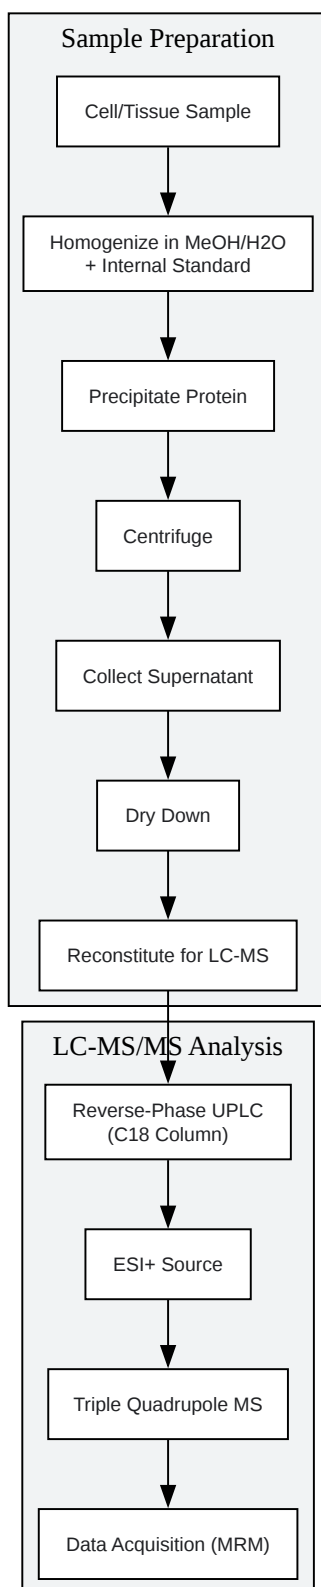 Sample Preparation
Cell/Tissue Sample
Homogenize in MeOH/H2O
+ Internal Standard
Precipitate Protein
Centrifuge
Collect Supernatant
Dry Down
Reconstitute for LC-MS
LC-MS/MS Analysis
Reverse-Phase UPLC
(C18 Column)
ESI+ Source
Triple Quadrupole MS
Data Acquisition (MRM)